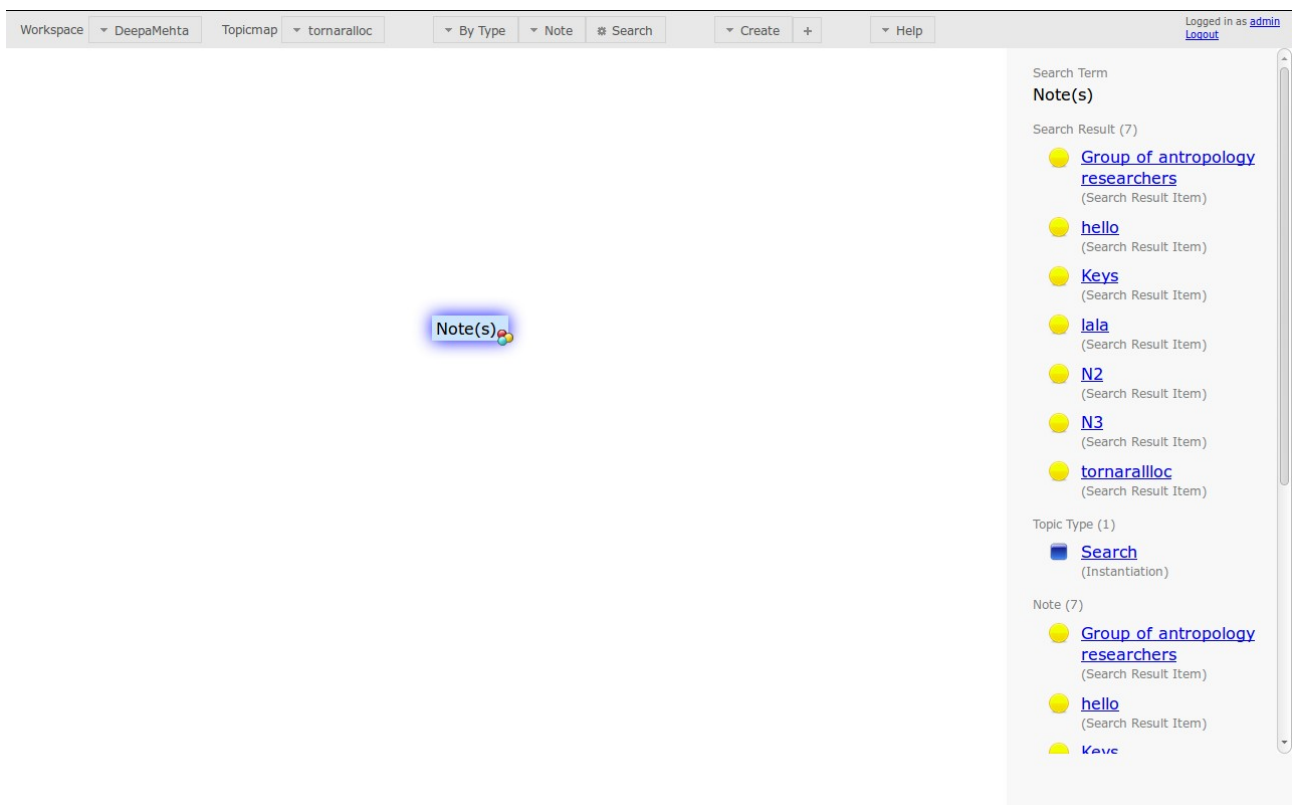 Workspace DeepaMehta Topicmap tornaralloc By Type Note Search Create + Help Logged in as admin
Logout
Note(s)
Search Term
Note(s)
Search Result (7)
Group of antropology
researchers
(Search Result Item)
hello
(Search Result Item)
Keys
(Search Result Item)
lala
(Search Result Item)
N2
(Search Result Item)
N3
(Search Result Item)
tornarallloc
(Search Result Item)
Topic Type (1)
Search
(Instantiation)
Note (7)
Group of antropology
researchers
(Search Result Item)
hello
(Search Result Item)
Keys